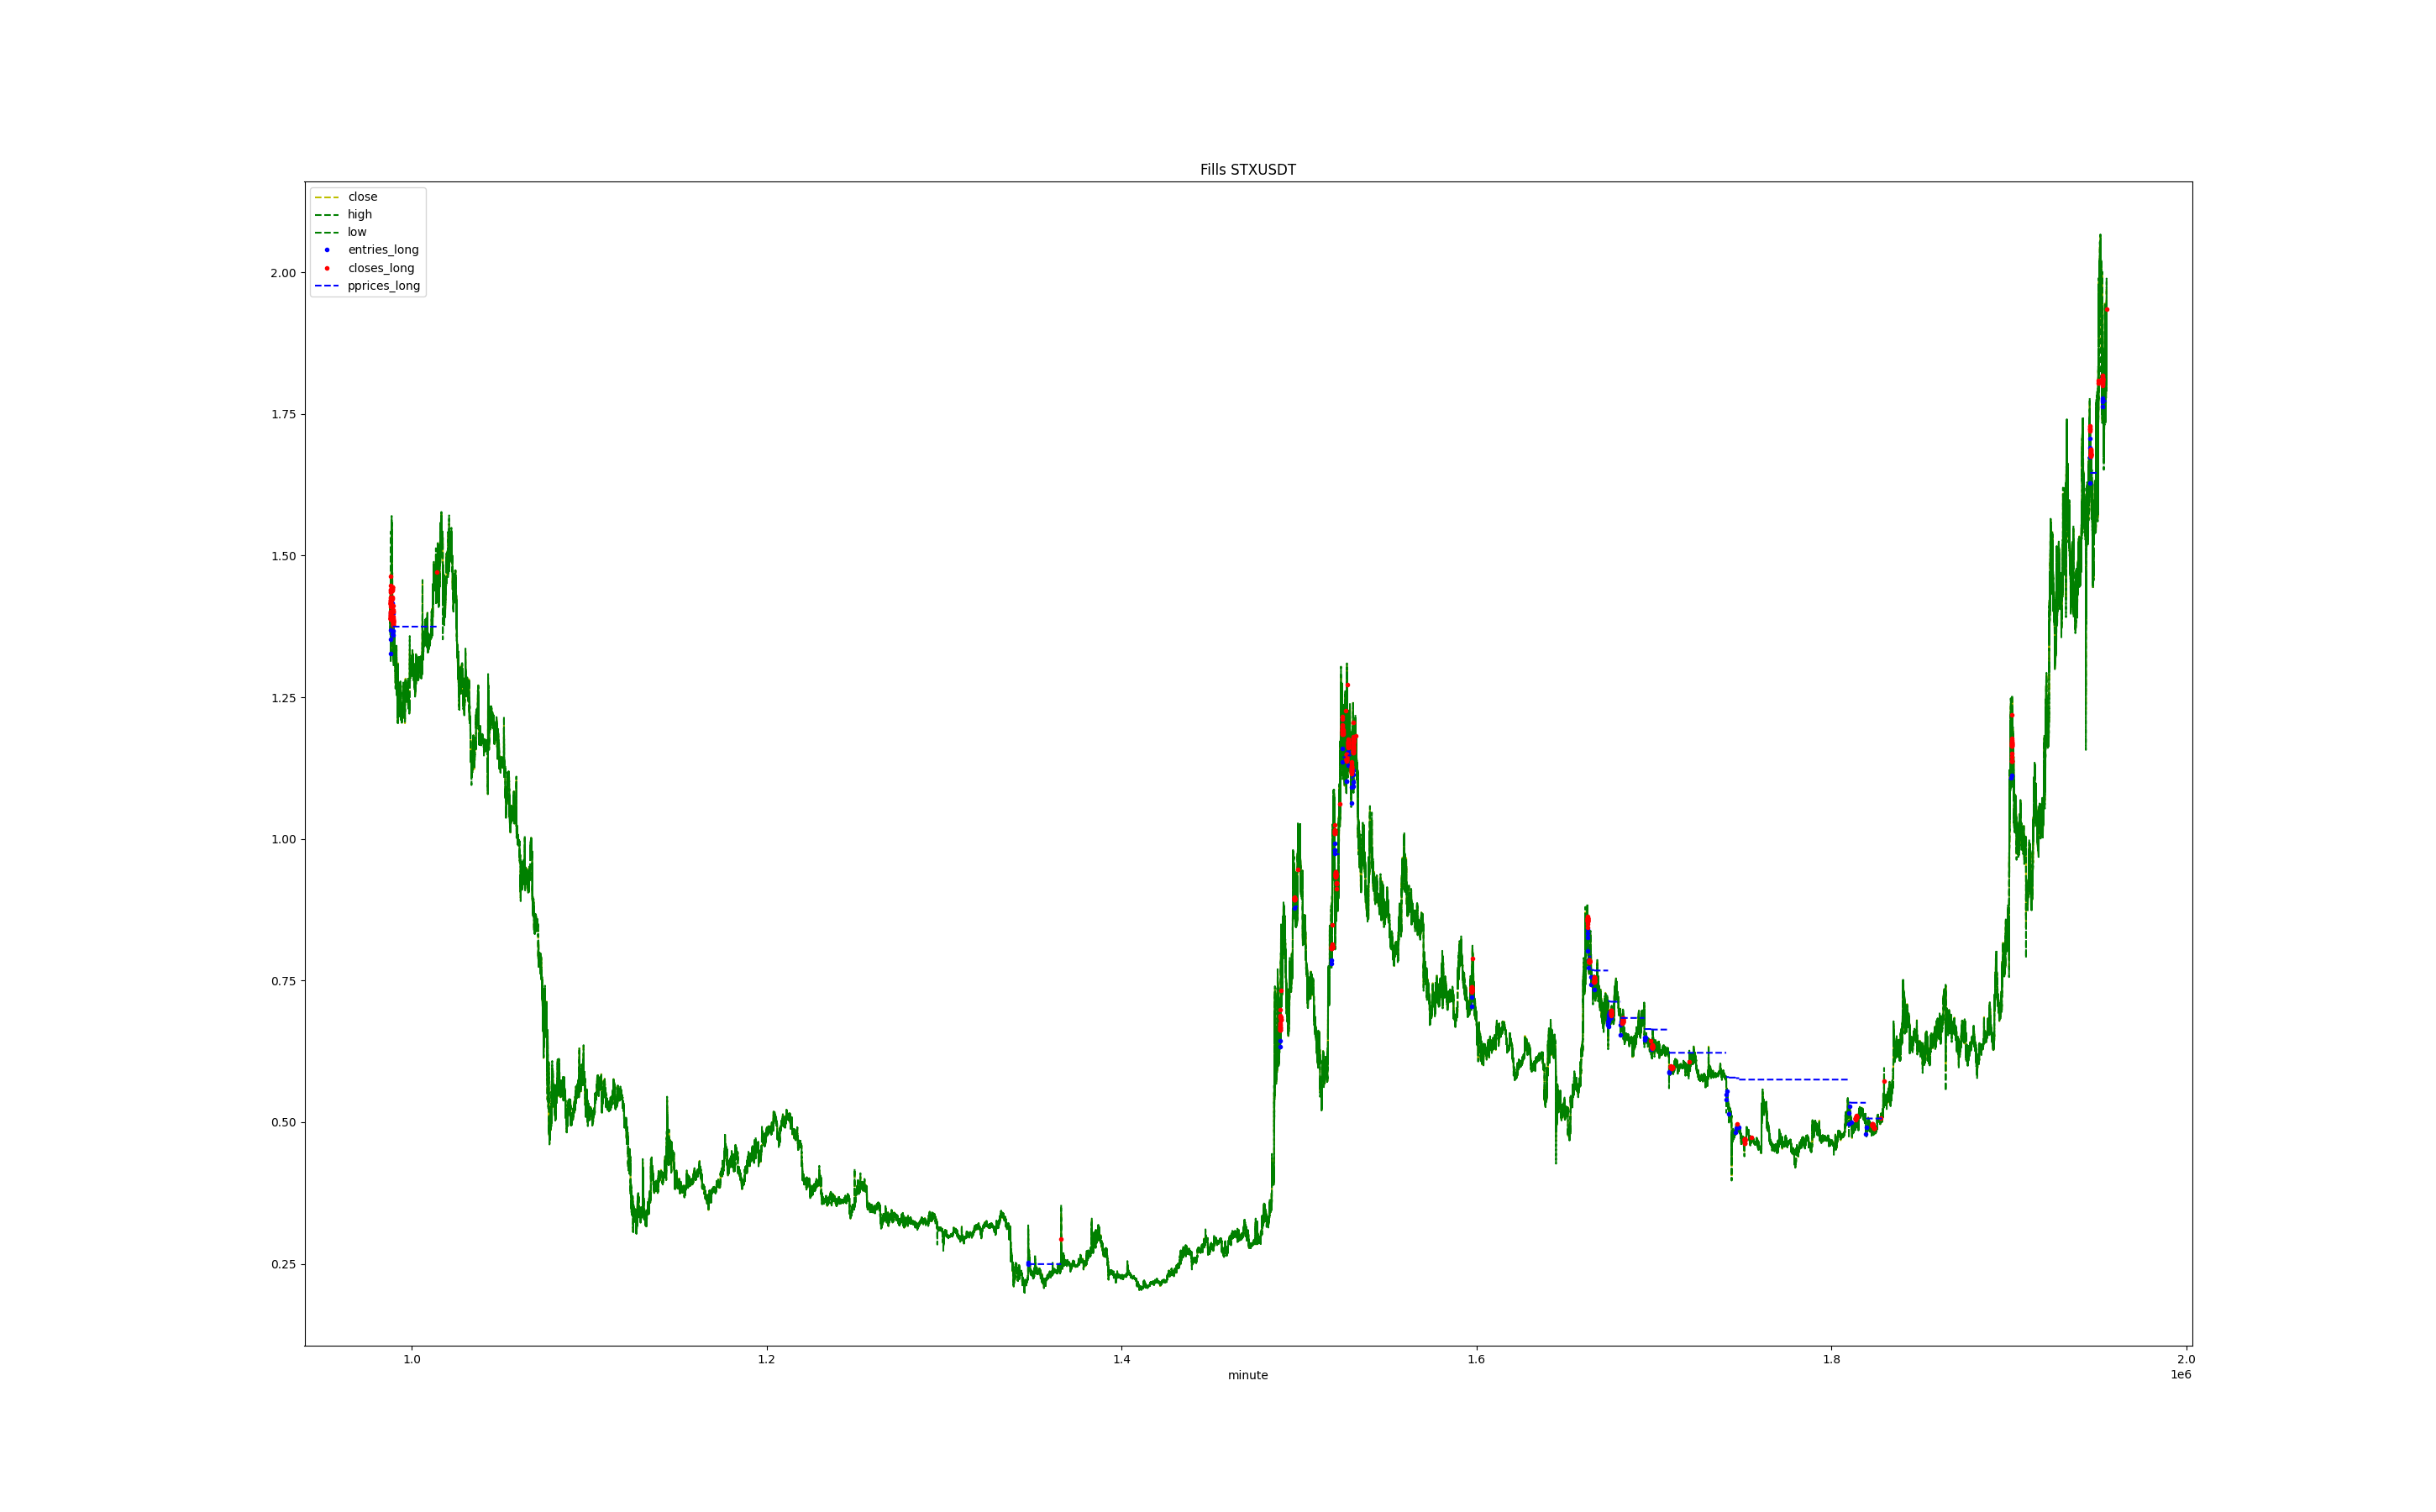 Fills STXUSDT
close
high
low
entries_long
closes_long
pprices_long
2.00
1.75
1.50
1.25
1.00
0.75
0.50
0.25
1.0
1.2
1.4
1.6
1.8
2.0
minute
1e6